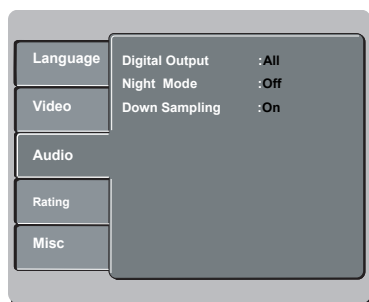 Language
Video
Audio
Rating
Misc
Digital Output :All
Night Mode :Off
Down Sampling :On